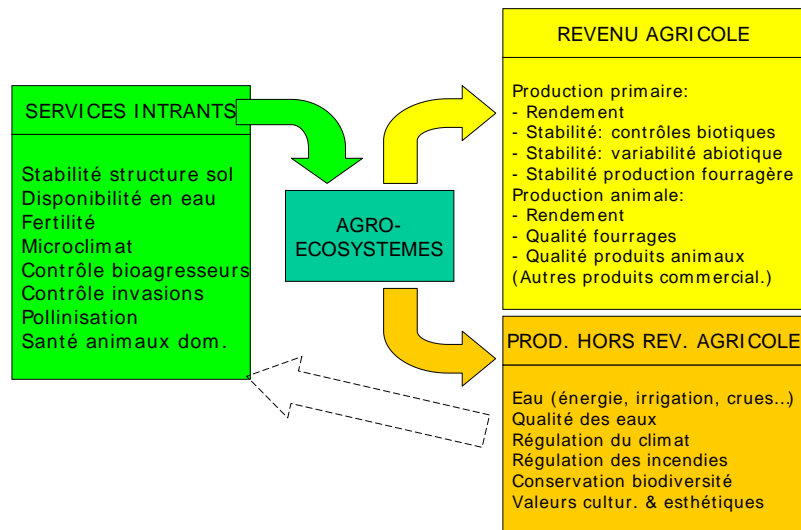 SERVICES INTRANTS
Stabilité structure sol
Disponibilité en eau
Fertilité
Microclimat
Contrôle bioagresseurs
Contrôle invasions
Pollinisation
Santé animaux dom.
AGRO-
ECOSYSTEMES
REVENU AGRICOLE
Production primaire:
- Rendement
- Stabilité: contrôles biotiques
- Stabilité: variabilité abiotique
- Stabilité production fourragère
Production animale:
- Rendement
- Qualité fourrages
- Qualité produits animaux
(Autres produits commercial.)
PROD. HORS REV. AGRICOLE
Eau (énergie, irrigation, crues...)
Qualité des eaux
Régulation du climat
Régulation des incendies
Conservation biodiversité
Valeurs cultur. & esthétiques